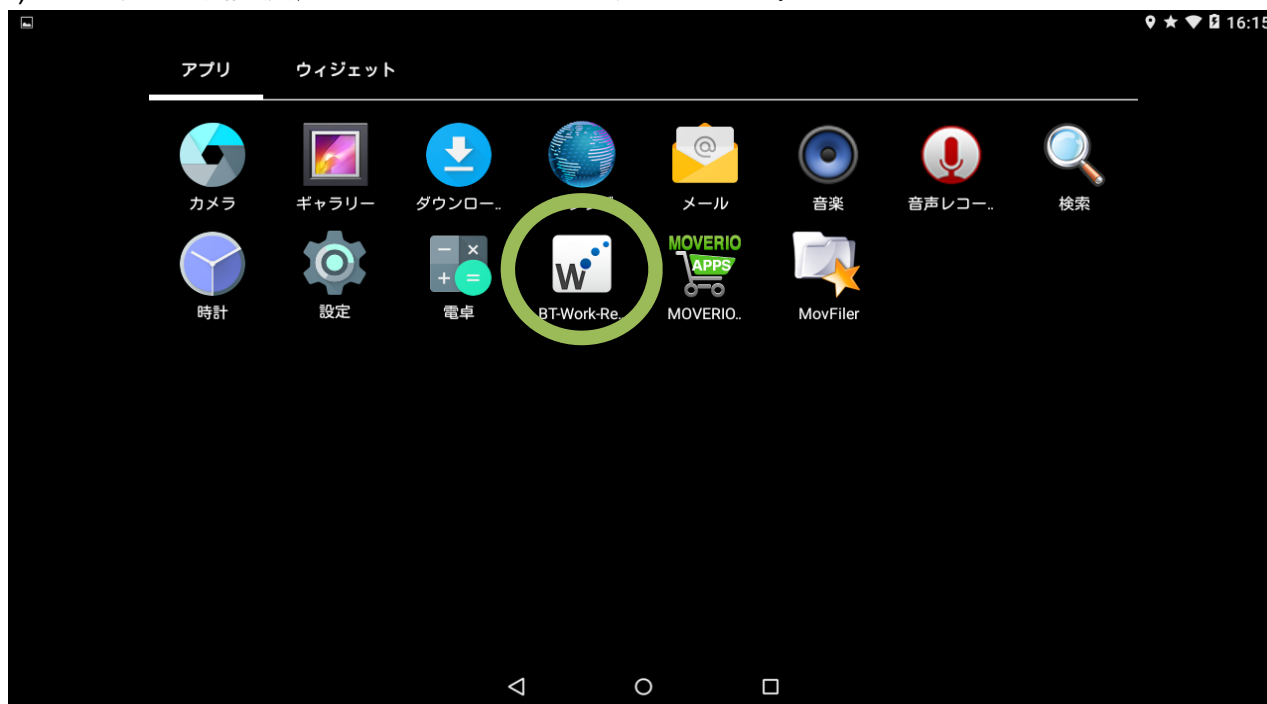 16:15
アプリ ウィジェット
カメラ ギャラリー ダウンロー.. メール 音楽 音声レコー.. 検索
W MOVERIO APPS
時計 設定 電卓 BT-Work-Re.. MOVERIO.. MovFiler